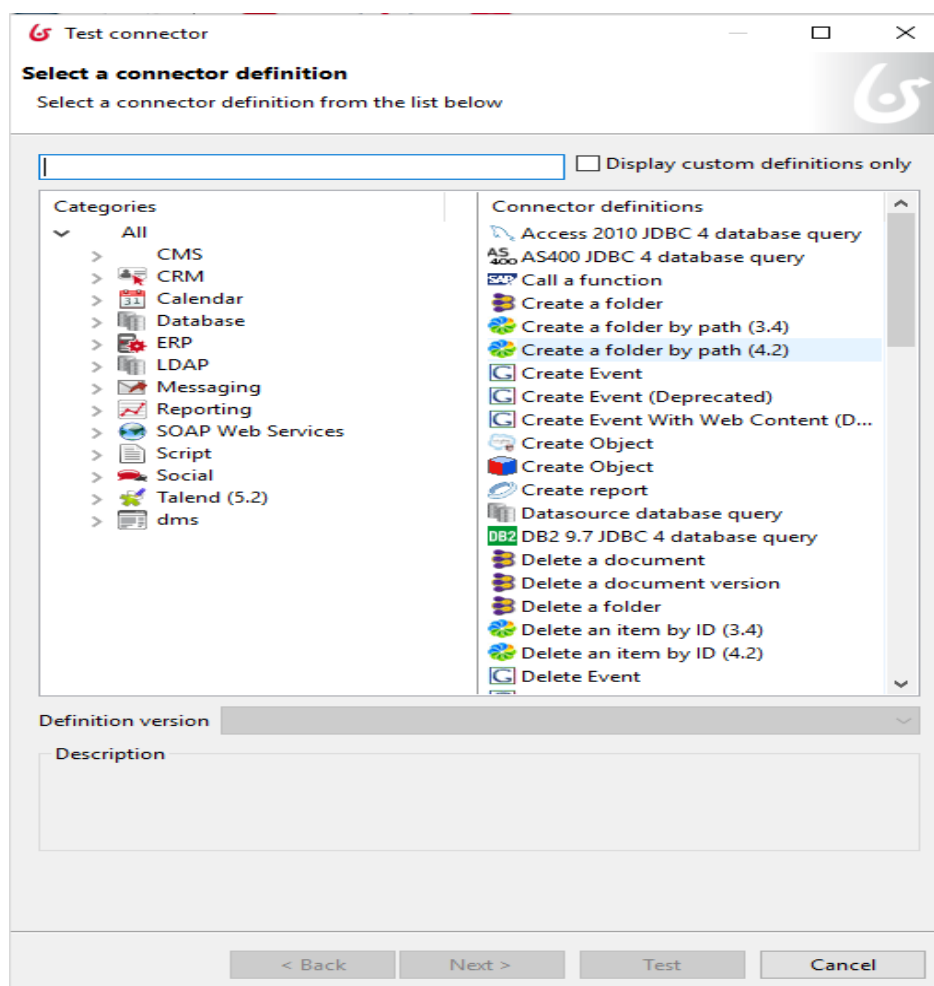 Test connector
Select a connector definition
Select a connector definition from the list below
Display custom definitions only
Categories
All
CMS
CRM
31
Calendar
Database
ERP
LDAP
Messaging
Reporting
SOAP Web Services
Script
Social
Talend (5.2)
dms
Connector definitions
Access 2010 JDBC 4 database query
AS400 AS400 JDBC 4 database query
SAP Call a function
Create a folder
Create a folder by path (3.4)
Create a folder by path (4.2)
G Create Event
G Create Event (Deprecated)
G Create Event With Web Content (D...
Create Object
Create Object
Create report
Datasource database query
DB2 DB2 9.7 JDBC 4 database query
Delete a document
Delete a document version
Delete a folder
Delete an item by ID (3.4)
Delete an item by ID (4.2)
G Delete Event
Definition version
Description
< Back
Next >
Test
Cancel